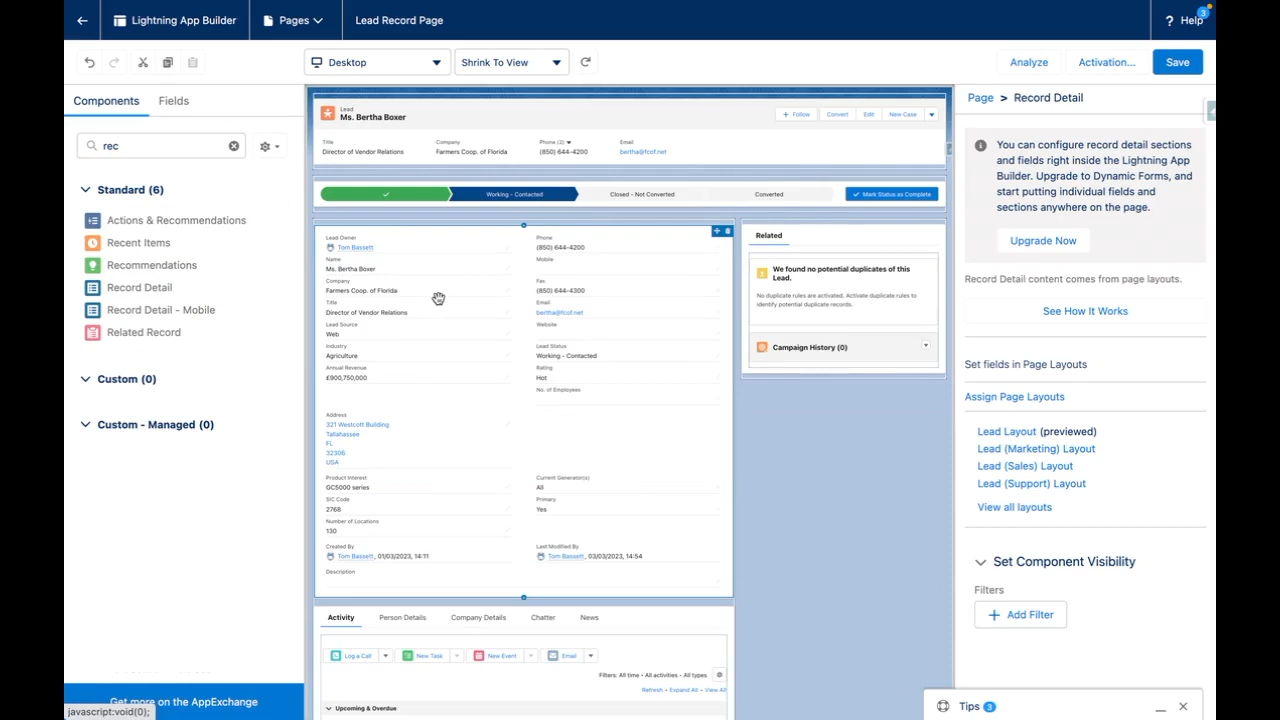 Lightning App Builder
Pages
Lead Record Page
3
? Help
Desktop
Shrink To View
Analyze
Activation...
Save
Components
Fields
rec
Standard (6)
Actions & Recommendations
Recent Items
Recommendations
Record Detail
Record Detail - Mobile
Related Record
Custom (0)
Custom - Managed (0)
Get more on the AppExchange
javascript:void(0);
Lead
Ms. Bertha Boxer
+ Follow
Convert
Edit
New Case
Title
Company
Phone (2)
Email
Director of Vendor Relations
Farmers Coop. of Florida
(850) 644-4200
bertha@fcof.net
Working - Contacted
Closed - Not Converted
Converted
Mark Status as Complete
Lead Owner
Phone
Tom Bassett
(850) 644-4200
Name
Mobile
Ms. Bertha Boxer
Company
Fax
Farmers Coop. of Florida
(850) 644-4300
Title
Email
Director of Vendor Relations
bertha@fcof.net
Lead Source
Website
Web
Industry
Lead Status
Agriculture
Working - Contacted
Annual Revenue
Rating
£900,750,000
Hot
No. of Employees
Address
321 Westcott Building
Tallahassee
FL
32306
USA
Product Interest
Current Generator(s)
GC5000 series
All
SIC Code
Primary
2768
Yes
Number of Locations
130
Created By
Last Modified By
Tom Bassett, 01/03/2023, 14:11
Tom Bassett, 03/03/2023, 14:54
Description
Related
We found no potential duplicates of this
Lead.
No duplicate rules are activated. Activate duplicate rules to
identify potential duplicate records.
Campaign History (0)
Activity
Person Details
Company Details
Chatter
News
Log a Call
New Task
New Event
Email
Filters: All time • All activities • All types
Refresh • Expand All • View All
Upcoming & Overdue
Page > Record Detail
You can configure record detail sections
and fields right inside the Lightning App
Builder. Upgrade to Dynamic Forms, and
start putting individual fields and
sections anywhere on the page.
Upgrade Now
Record Detail content comes from page layouts.
See How It Works
Set fields in Page Layouts
Assign Page Layouts
Lead Layout (previewed)
Lead (Marketing) Layout
Lead (Sales) Layout
Lead (Support) Layout
View all layouts
Set Component Visibility
Filters
+ Add Filter
Tips 3